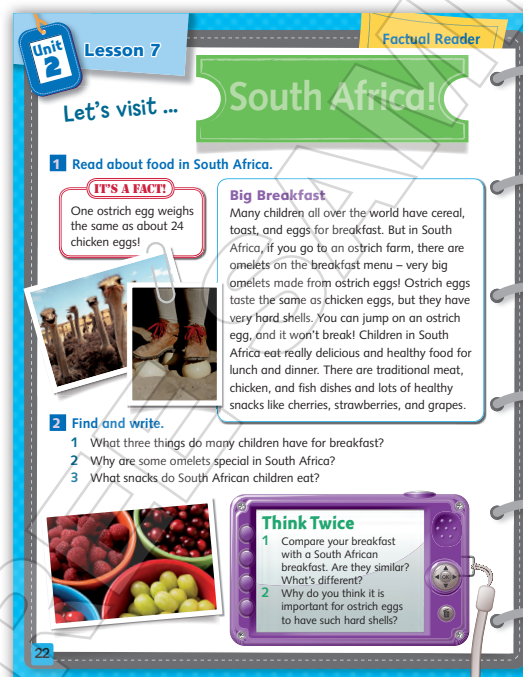 Unit
2
Lesson 7
Factual Reader
Let's visit ...
South Africa!
1 Read about food in South Africa.
IT'S A FACT!
One ostrich egg weighs
the same as about 24
chicken eggs!
Big Breakfast
Many children all over the world have cereal,
toast, and eggs for breakfast. But in South
Africa, if you go to an ostrich farm, there are
omelets on the breakfast menu – very big
omelets made from ostrich eggs! Ostrich eggs
taste the same as chicken eggs, but they have
very hard shells. You can jump on an ostrich
egg, and it won't break! Children in South
Africa eat really delicious and healthy food for
lunch and dinner. There are traditional meat,
chicken, and fish dishes and lots of healthy
snacks like cherries, strawberries, and grapes.
2 Find and write.
1 What three things do many children have for breakfast?
2 Why are some omelets special in South Africa?
3 What snacks do South African children eat?
Think Twice
1 Compare your breakfast
with a South African
breakfast. Are they similar?
What's different?
2 Why do you think it is
important for ostrich eggs
to have such hard shells?
OK
22